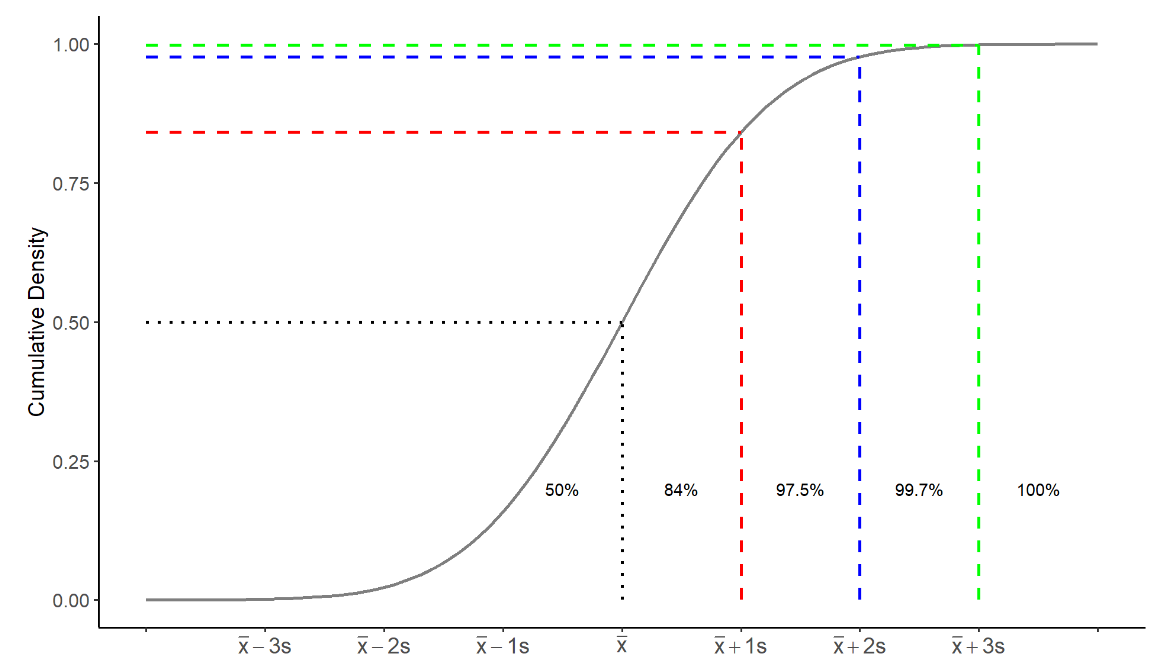 1.00
0.75
0.50
0.25
0.00
Cumulative Density
50%
84%
97.5%
99.7%
100%
x̅ − 3s
x̅ − 2s
x̅ − 1s
x̅
x̅ + 1s
x̅ + 2s
x̅ + 3s